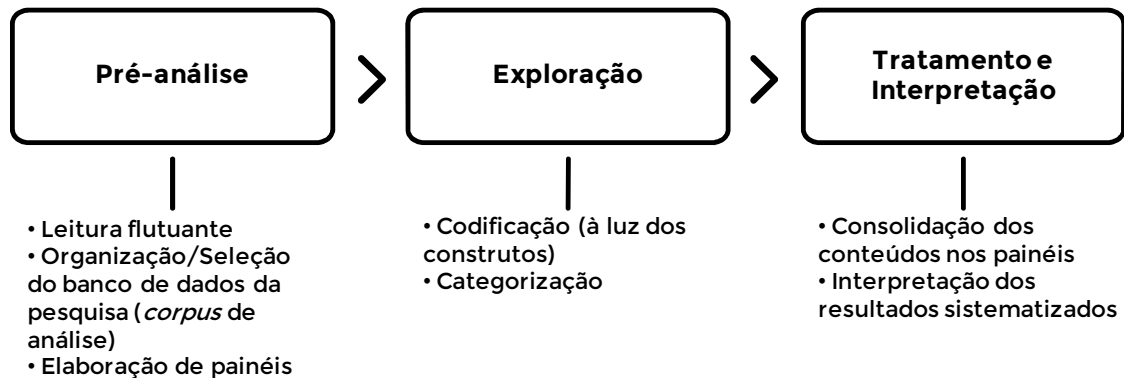 Pré-análise
• Leitura flutuante
• Organização/Seleção
do banco de dados da
pesquisa (corpus de
análise)
• Elaboração de painéis
Exploração
• Codificação (à luz dos
construtos)
• Categorização
Tratamento e
Interpretação
• Consolidação dos
conteúdos nos painéis
• Interpretação dos
resultados sistematizados